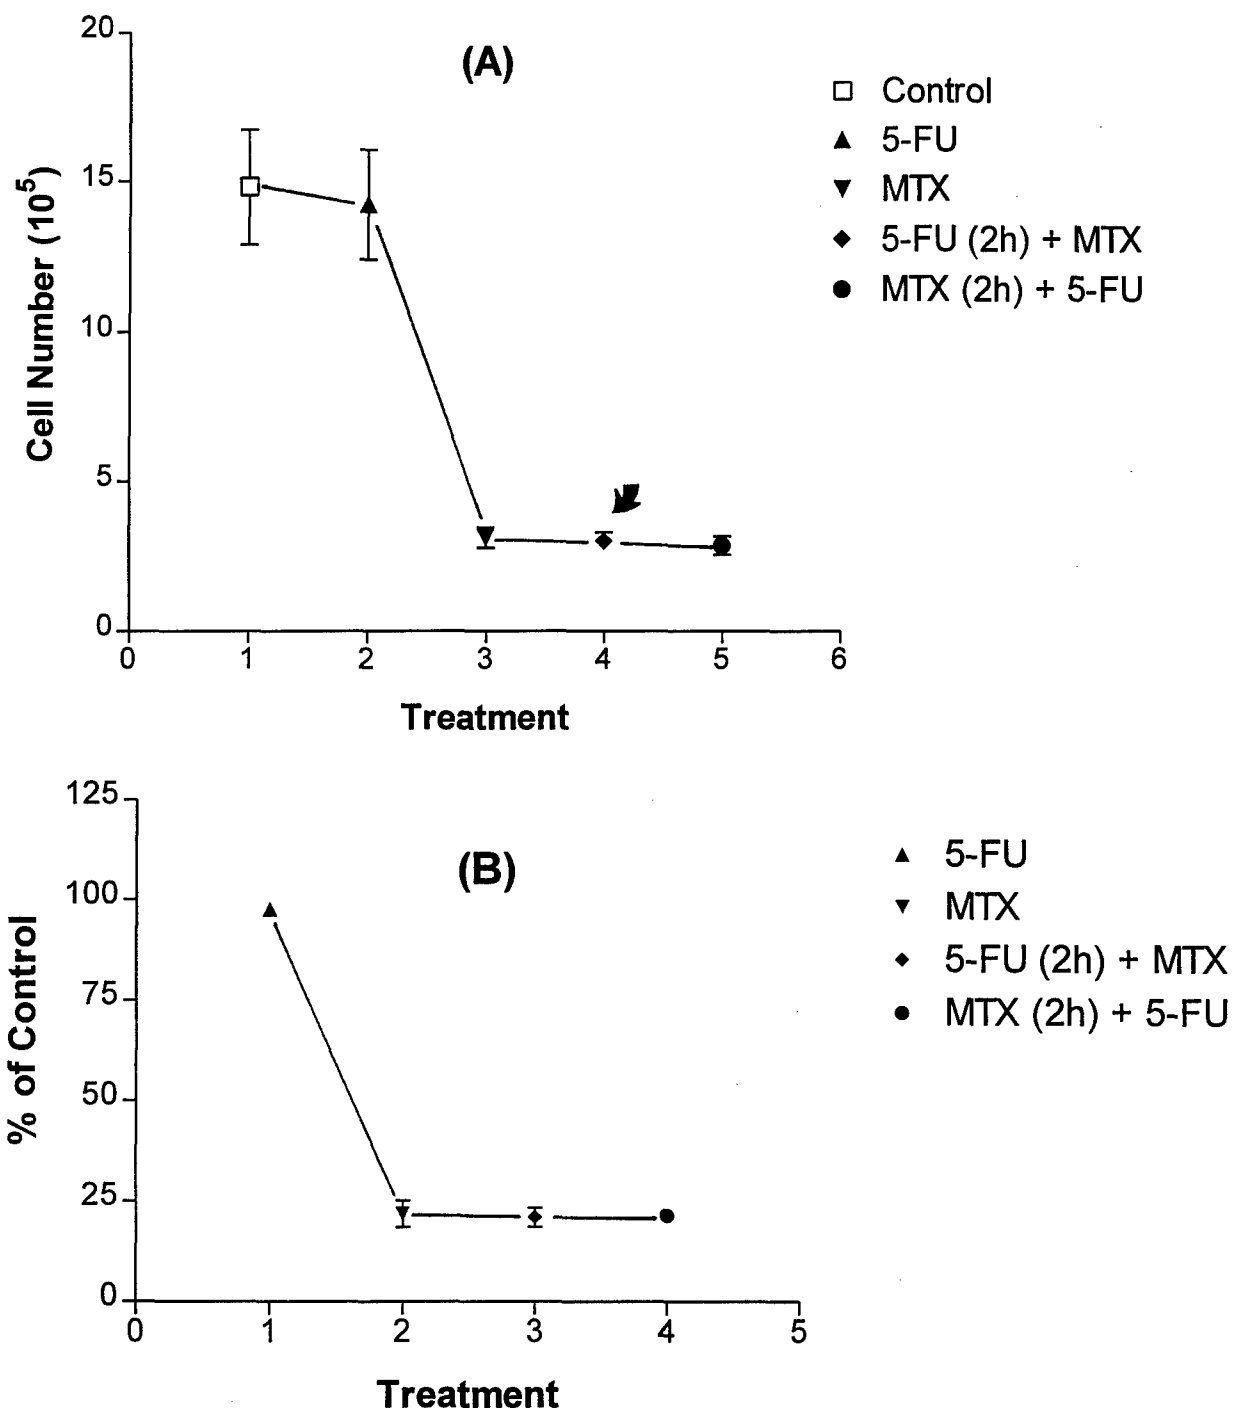 20
(A)
Control
5-FU
15
MTX
5-FU (2h) + MTX
MTX (2h) + 5-FU
10
Cell Number (10⁵)
5
0
0 1 2 3 4 5 6
Treatment
125
(B)
5-FU
100
MTX
5-FU (2h) + MTX
75
MTX (2h) + 5-FU
% of Control
50
25
0
0 1 2 3 4 5
Treatment